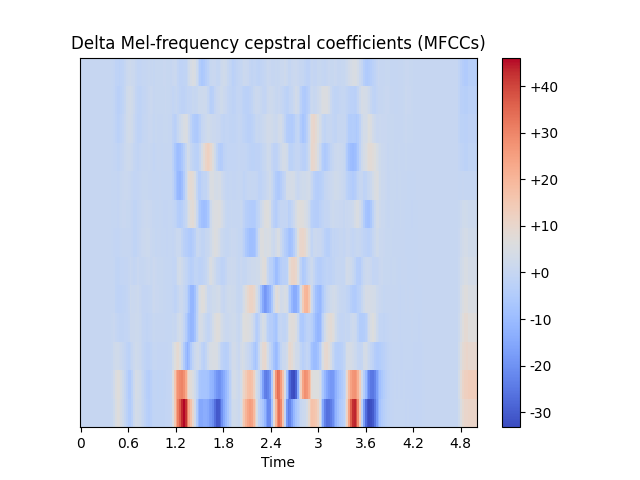 Delta Mel-frequency cepstral coefficients (MFCCs)
+40
+30
+20
+10
+0
-10
-20
-30
0 0.6 1.2 1.8 2.4 3 3.6 4.2 4.8
Time